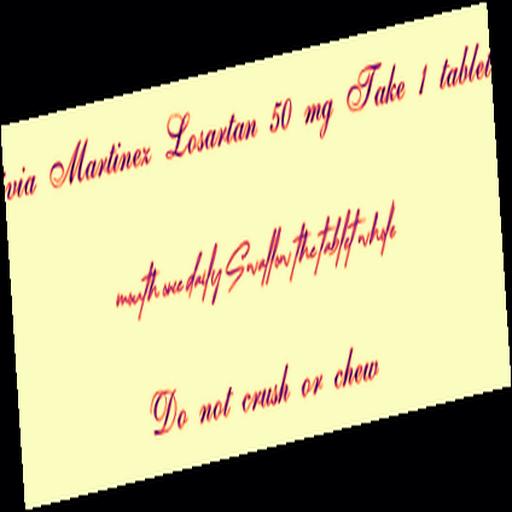 via Martinez Losartan 50 mg Take 1 tablet
mouth once daily Swallow the tablet whole
Do not crush or chew